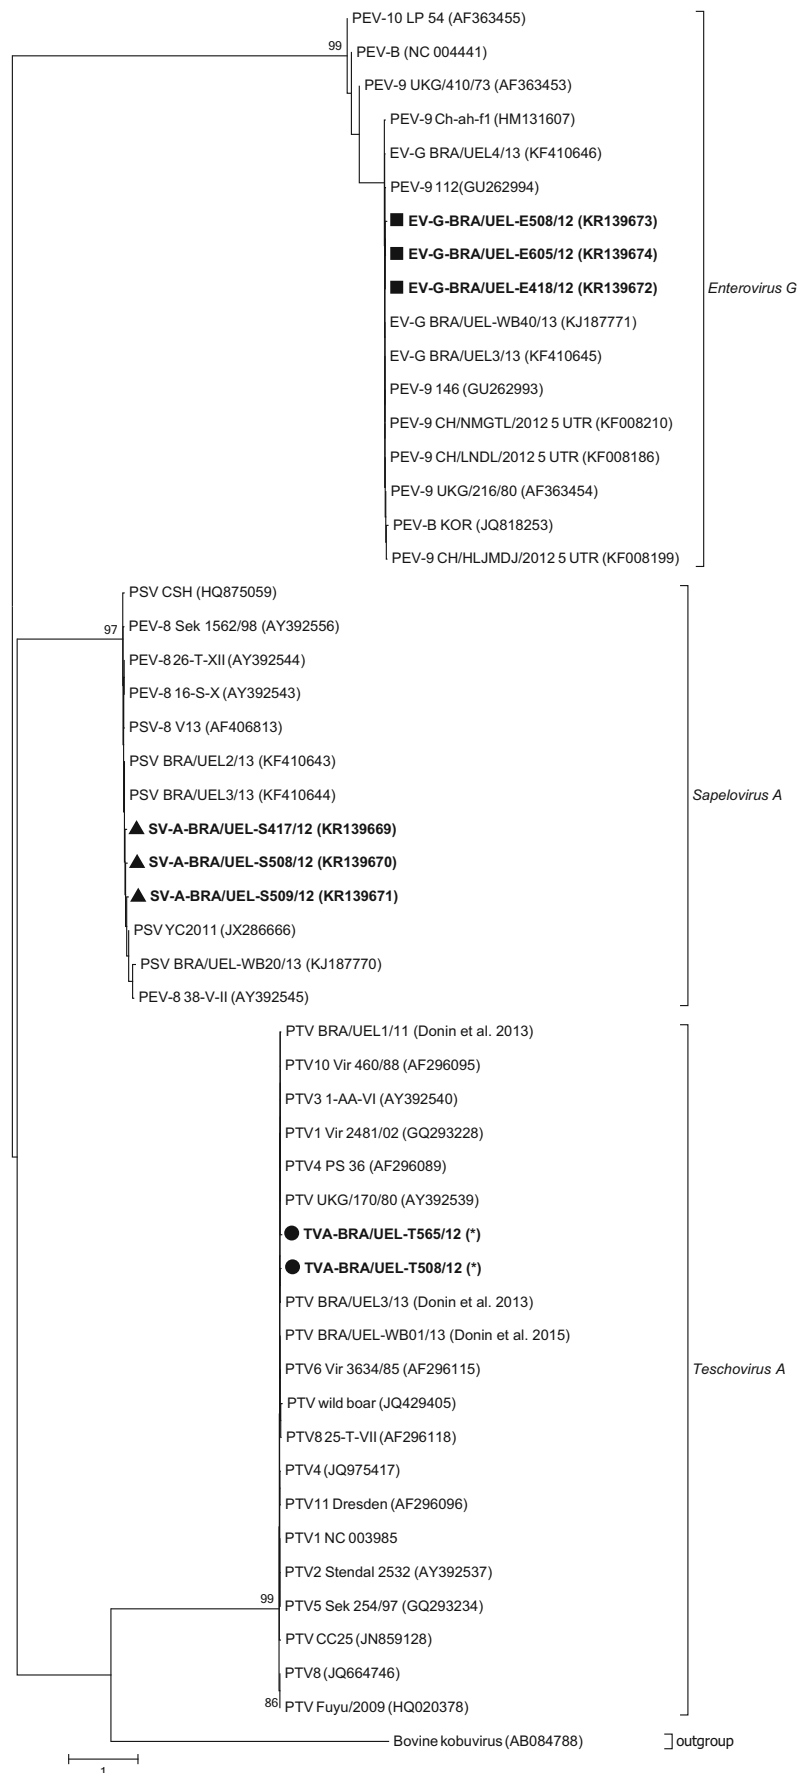 PEV-10 LP 54 (AF363455)
99
PEV-B (NC 004441)
PEV-9 UKG/410/73 (AF363453)
PEV-9 Ch-ah-f1 (HM131607)
EV-G BRA/UEL4/13 (KF410646)
PEV-9 112(GU262994)
EV-G-BRA/UEL-E508/12 (KR139673)
EV-G-BRA/UEL-E605/12 (KR139674)
EV-G-BRA/UEL-E418/12 (KR139672)
Enterovirus G
EV-G BRA/UEL-WB40/13 (KJ187771)
EV-G BRA/UEL3/13 (KF410645)
PEV-9 146 (GU262993)
PEV-9 CH/NMGTL/2012 5 UTR (KF008210)
PEV-9 CH/LNDL/2012 5 UTR (KF008186)
PEV-9 UKG/216/80 (AF363454)
PEV-B KOR (JQ818253)
PEV-9 CH/HLJMDJ/2012 5 UTR (KF008199)
PSV CSH (HQ875059)
97
PEV-8 Sek 1562/98 (AY392556)
PEV-8 26-T-XII (AY392544)
PEV-8 16-S-X (AY392543)
PSV-8 V13 (AF406813)
PSV BRA/UEL2/13 (KF410643)
PSV BRA/UEL3/13 (KF410644)
Sapelovirus A
SV-A-BRA/UEL-S417/12 (KR139669)
SV-A-BRA/UEL-S508/12 (KR139670)
SV-A-BRA/UEL-S509/12 (KR139671)
PSV YC2011 (JX286666)
PSV BRA/UEL-WB20/13 (KJ187770)
PEV-8 38-V-II (AY392545)
PTV BRA/UEL1/11 (Donin et al. 2013)
PTV10 Vir 460/88 (AF296095)
PTV3 1-AA-VI (AY392540)
PTV1 Vir 2481/02 (GQ293228)
PTV4 PS 36 (AF296089)
PTV UKG/170/80 (AY392539)
TVA-BRA/UEL-T565/12 (*)
TVA-BRA/UEL-T508/12 (*)
PTV BRA/UEL3/13 (Donin et al. 2013)
PTV BRA/UEL-WB01/13 (Donin et al. 2015)
PTV6 Vir 3634/85 (AF296115)
Teschovirus A
PTV wild boar (JQ429405)
PTV8 25-T-VII (AF296118)
PTV4 (JQ975417)
PTV11 Dresden (AF296096)
PTV1 NC 003985
PTV2 Stendal 2532 (AY392537)
99
PTV5 Sek 254/97 (GQ293234)
PTV CC25 (JN859128)
PTV8 (JQ664746)
86
PTV Fuyu/2009 (HQ020378)
Bovine kobuvirus (AB084788)
outgroup
1